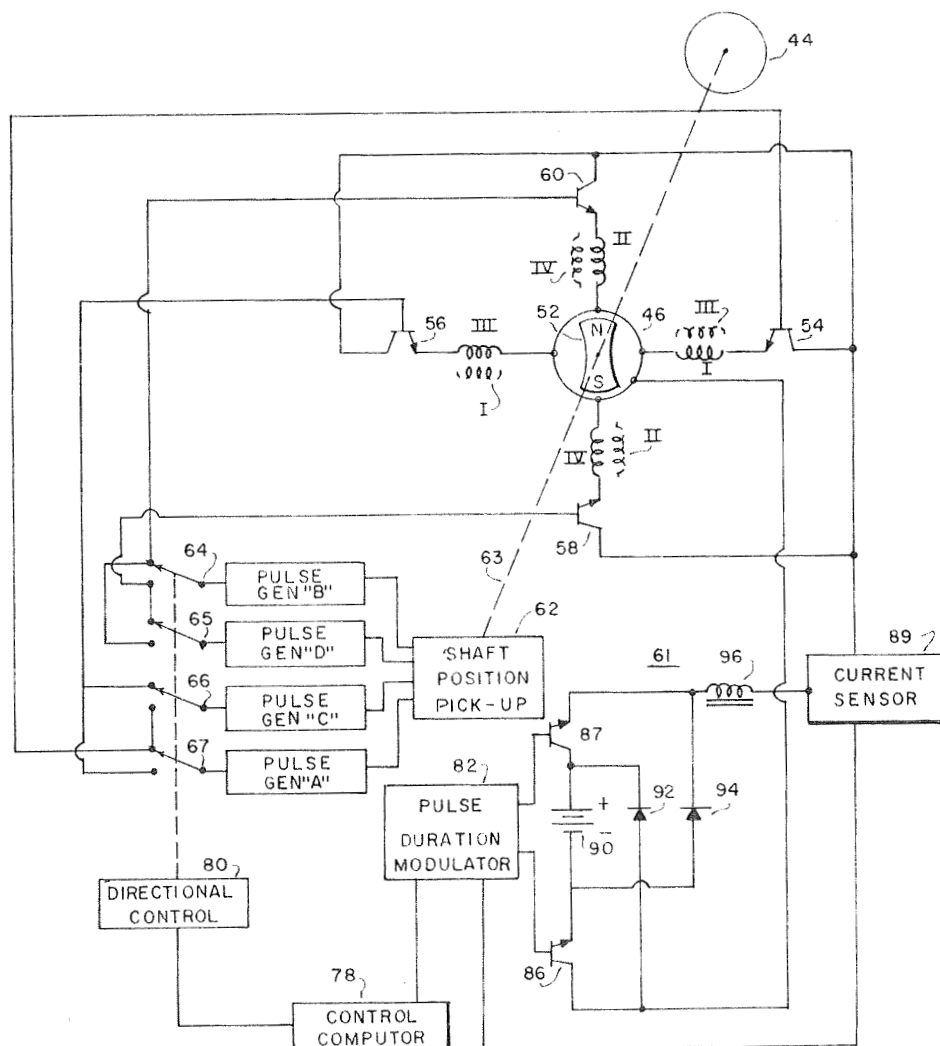 44
60
II
IV
56
III
52
N
46
III
54
I
S
I
IV
II
58
64
PULSE
GEN "B"
63
62
65
PULSE
GEN "D"
SHAFT
POSITION
PICK-UP
61
96
89
CURRENT
SENSOR
66
PULSE
GEN "C"
87
67
PULSE
GEN "A"
82
PULSE
DURATION
MODULATOR
+
92
94
-
90
80
DIRECTIONAL
CONTROL
86
78
CONTROL
COMPUTOR